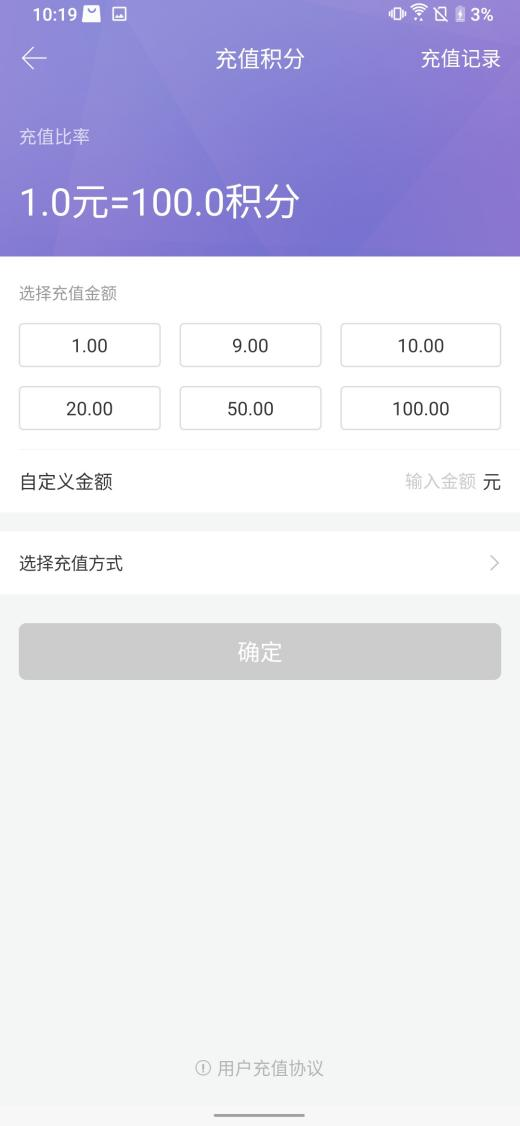 10:19 3%
充值积分 充值记录
充值比率
1.0元=100.0积分
选择充值金额
1.00 9.00 10.00
20.00 50.00 100.00
自定义金额 输入金额 元
选择充值方式
确定
用户充值协议